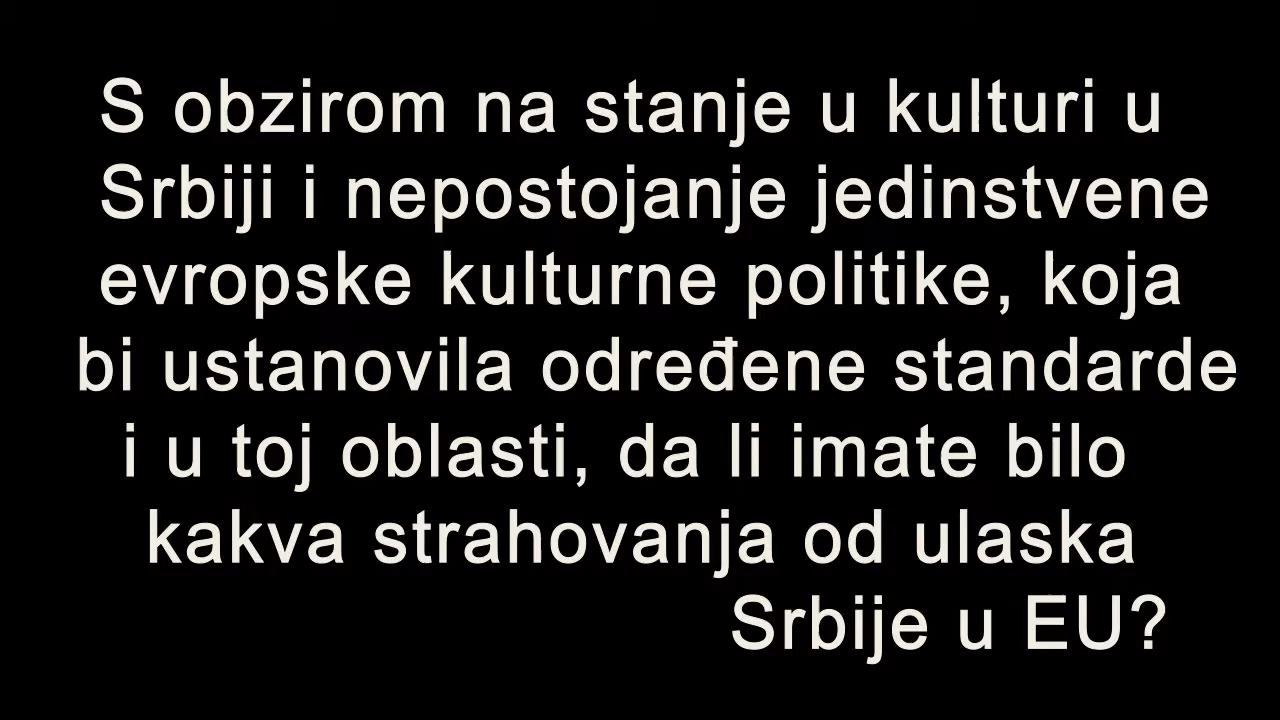 S obzirom na stanje u kulturi u
Srbiji i nepostojanje jedinstvene
evropske kulturne politike, koja
bi ustanovila određene standarde
i u toj oblasti, da li imate bilo
kakva strahovanja od ulaska
Srbije u EU?